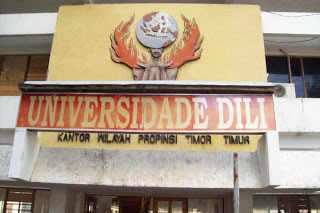 UNIVERSIDADE DILI
KANTOR WILAYAH PROPINSI TIMOR TIMUR